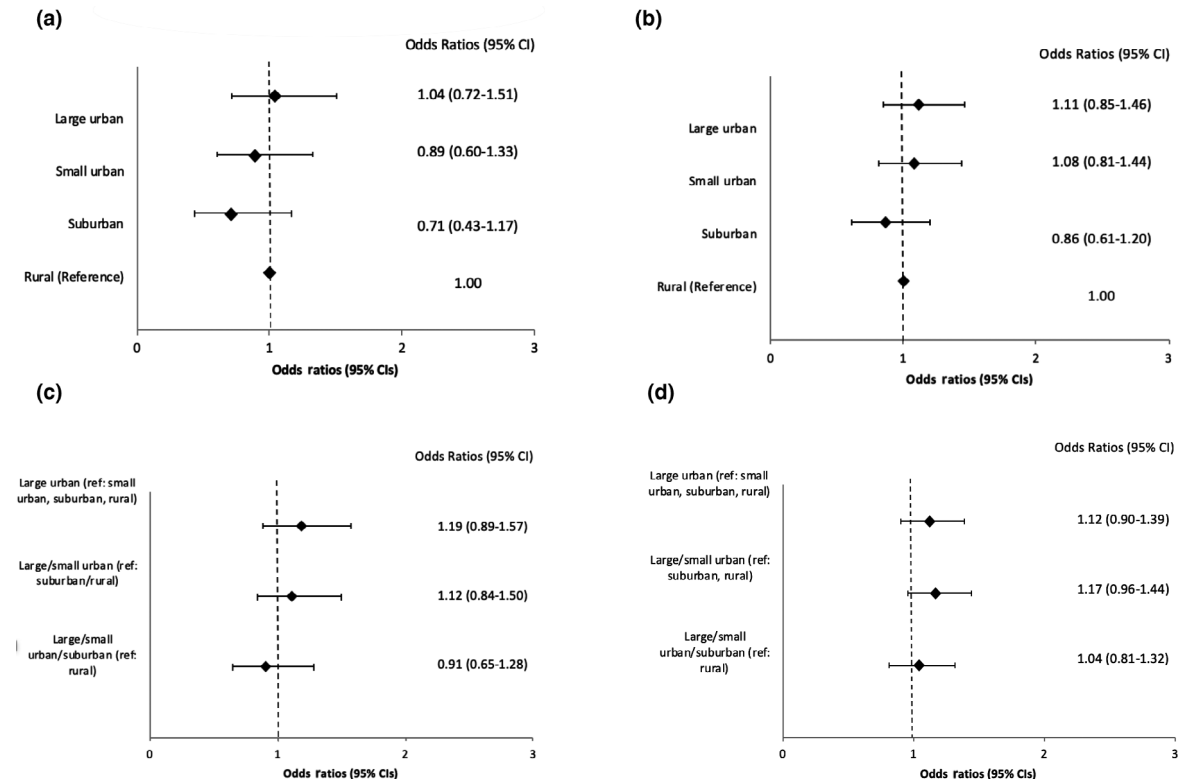 (a)
Odds Ratios (95% CI)
Large urban
1.04 (0.72-1.51)
Small urban
0.89 (0.60-1.33)
Suburban
0.71 (0.43-1.17)
Rural (Reference)
1.00
0 1 2 3
Odds ratios (95% CIs)
(b)
Odds Ratios (95% CI)
Large urban
1.11 (0.85-1.46)
Small urban
1.08 (0.81-1.44)
Suburban
0.86 (0.61-1.20)
Rural (Reference)
1.00
0 1 2 3
Odds ratios (95% CIs)
(c)
Odds Ratios (95% CI)
Large urban (ref: small
urban, suburban, rural)
1.19 (0.89-1.57)
Large/small urban (ref:
suburban/rural)
1.12 (0.84-1.50)
Large/small
urban/suburban (ref:
rural)
0.91 (0.65-1.28)
0 1 2 3
Odds ratios (95% CIs)
(d)
Odds Ratios (95% CI)
Large urban (ref: small
urban, suburban, rural)
1.12 (0.90-1.39)
Large/small urban (ref:
suburban, rural)
1.17 (0.96-1.44)
Large/small
urban/suburban (ref:
rural)
1.04 (0.81-1.32)
0 1 2 3
Odds ratios (95% CIs)